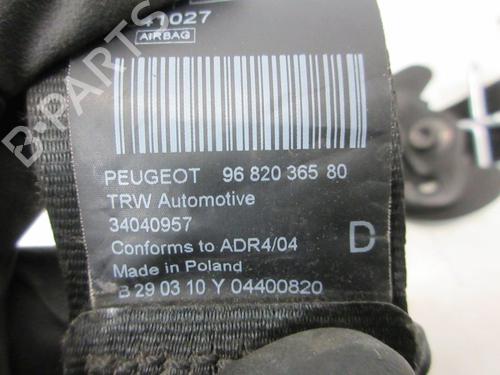 41027
AIRBAG
PEUGEOT 96 820 365 80
TRW Automotive
34040957
Conforms to ADR4/04
D
Made in Poland
B 29 03 10 Y 04400820
B-PARTS